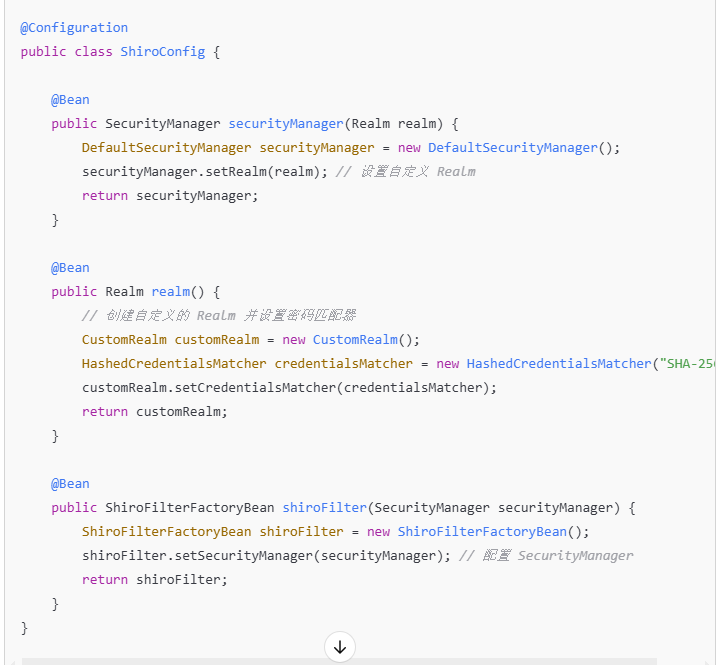 @Configuration
public class ShiroConfig {
@Bean
public SecurityManager securityManager(Realm realm) {
DefaultSecurityManager securityManager = new DefaultSecurityManager();
securityManager.setRealm(realm); // 设置自定义 Realm
return securityManager;
}
@Bean
public Realm realm() {
// 创建自定义的 Realm 并设置密码匹配器
CustomRealm customRealm = new CustomRealm();
HashedCredentialsMatcher credentialsMatcher = new HashedCredentialsMatcher("SHA-25
customRealm.setCredentialsMatcher(credentialsMatcher);
return customRealm;
}
@Bean
public ShiroFilterFactoryBean shiroFilter(SecurityManager securityManager) {
ShiroFilterFactoryBean shiroFilter = new ShiroFilterFactoryBean();
shiroFilter.setSecurityManager(securityManager); // 配置 SecurityManager
return shiroFilter;
}
}